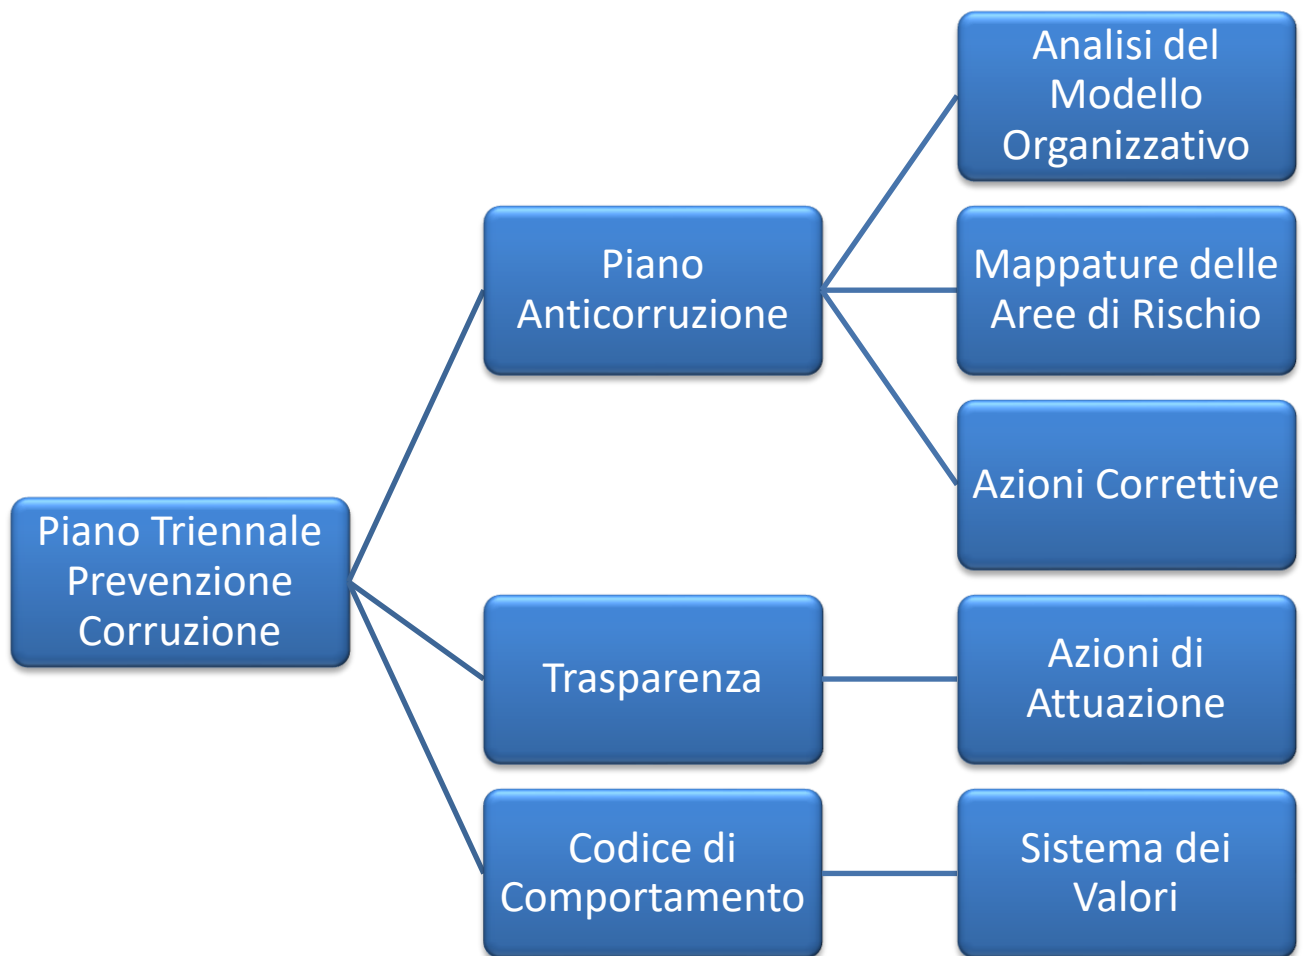 Piano Triennale
Prevenzione
Corruzione
Piano
Anticorruzione
Analisi del
Modello
Organizzativo
Mappature delle
Aree di Rischio
Azioni Correttive
Trasparenza
Azioni di
Attuazione
Codice di
Comportamento
Sistema dei
Valori